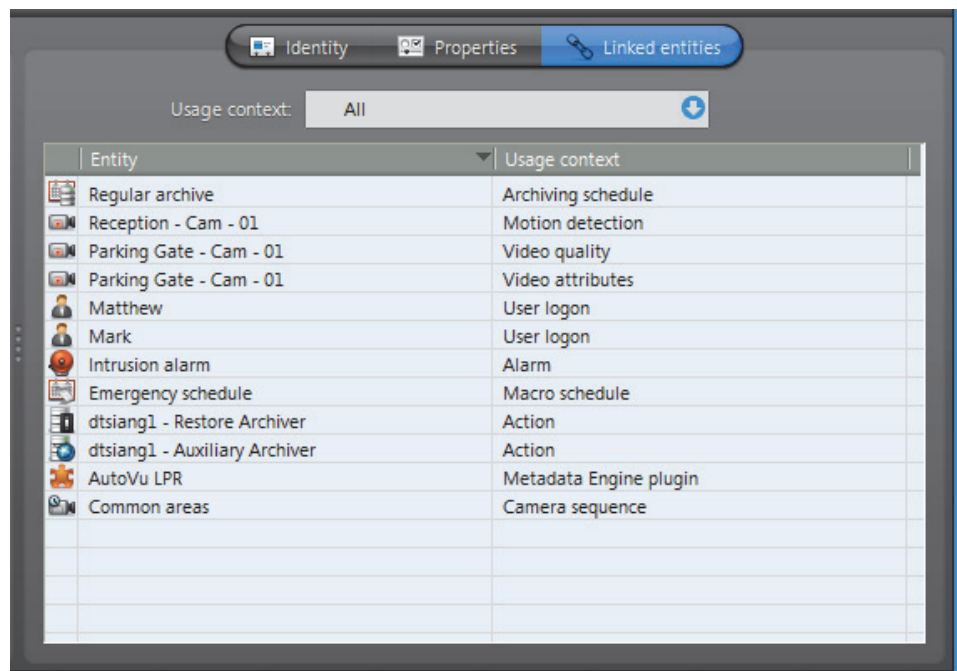 Identity Properties Linked entities
Usage context: All
Entity Usage context
Regular archive Archiving schedule
Reception - Cam - 01 Motion detection
Parking Gate - Cam - 01 Video quality
Parking Gate - Cam - 01 Video attributes
Matthew User logon
Mark User logon
Intrusion alarm Alarm
Emergency schedule Macro schedule
dtsiang1 - Restore Archiver Action
dtsiang1 - Auxiliary Archiver Action
AutoVu LPR Metadata Engine plugin
Common areas Camera sequence